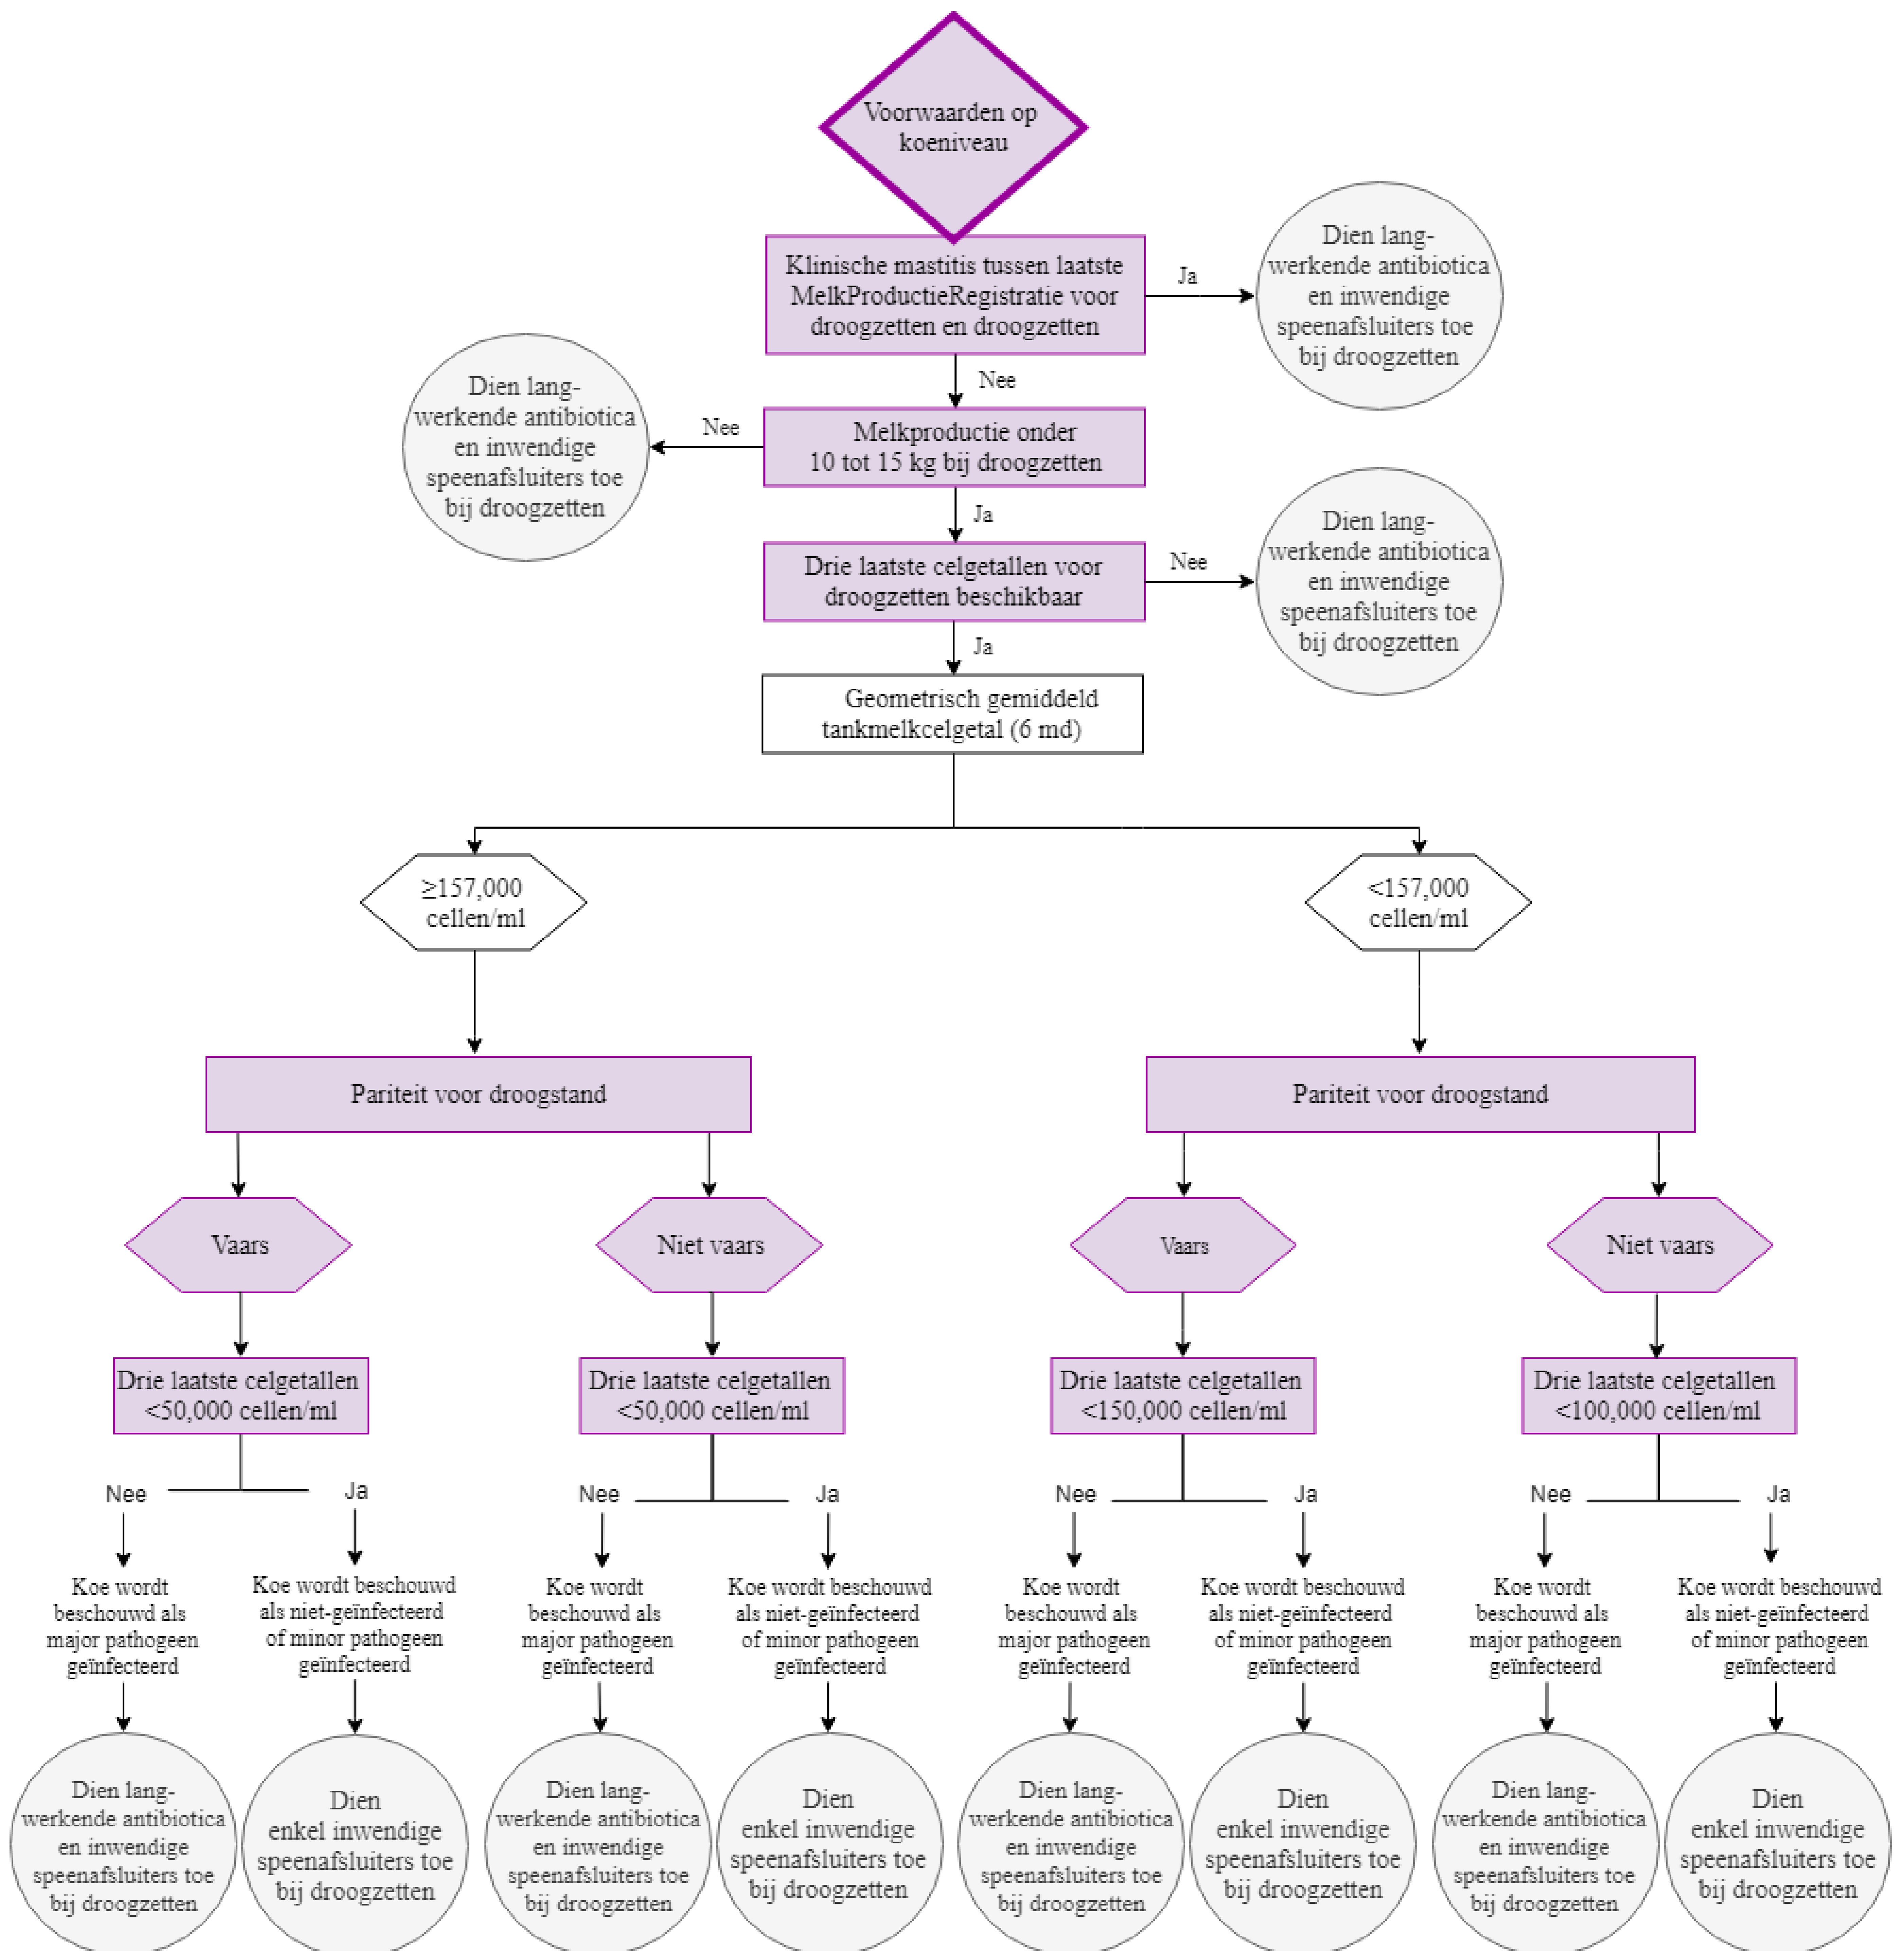 Voorwaarden op
koeniveau
Klinische mastitis tussen laatste
MelkProductieRegistratie voor
droogzetten en droogzetten
Ja
Dien lang-
werkende antibiotica
en inwendige
speenafsluiters toe
bij droogzetten
Nee
Melkproductie onder
10 tot 15 kg bij droogzetten
Nee
Dien lang-
werkende antibiotica
en inwendige
speenafsluiters toe
bij droogzetten
Ja
Drie laatste celgetallen voor
droogzetten beschikbaar
Nee
Dien lang-
werkende antibiotica
en inwendige
speenafsluiters toe
bij droogzetten
Ja
Geometrisch gemiddeld
tankmelkcelgetal (6 md)
≥157,000
cellen/ml
<157,000
cellen/ml
Pariteit voor droogstand
Pariteit voor droogstand
Vaars
Niet vaars
Vaars
Niet vaars
Drie laatste celgetallen
<50,000 cellen/ml
Drie laatste celgetallen
<50,000 cellen/ml
Drie laatste celgetallen
<150,000 cellen/ml
Drie laatste celgetallen
<100,000 cellen/ml
Nee
Ja
Nee
Ja
Nee
Ja
Nee
Ja
Koe wordt
beschouwd als
major pathogeen
geïnfecteerd
Koe wordt beschouwd
als niet-geïnfecteerd
of minor pathogeen
geïnfecteerd
Koe wordt
beschouwd als
major pathogeen
geïnfecteerd
Koe wordt beschouwd
als niet-geïnfecteerd
of minor pathogeen
geïnfecteerd
Koe wordt
beschouwd als
major pathogeen
geïnfecteerd
Koe wordt beschouwd
als niet-geïnfecteerd
of minor pathogeen
geïnfecteerd
Koe wordt
beschouwd als
major pathogeen
geïnfecteerd
Koe wordt beschouwd
als niet-geïnfecteerd
of minor pathogeen
geïnfecteerd
Dien lang-
werkende antibiotica
en inwendige
speenafsluiters toe
bij droogzetten
Dien
enkel inwendige
speenafsluiters toe
bij droogzetten
Dien lang-
werkende antibiotica
en inwendige
speenafsluiters toe
bij droogzetten
Dien
enkel inwendige
speenafsluiters toe
bij droogzetten
Dien lang-
werkende antibiotica
en inwendige
speenafsluiters toe
bij droogzetten
Dien
enkel inwendige
speenafsluiters toe
bij droogzetten
Dien lang-
werkende antibiotica
en inwendige
speenafsluiters toe
bij droogzetten
Dien
enkel inwendige
speenafsluiters toe
bij droogzetten